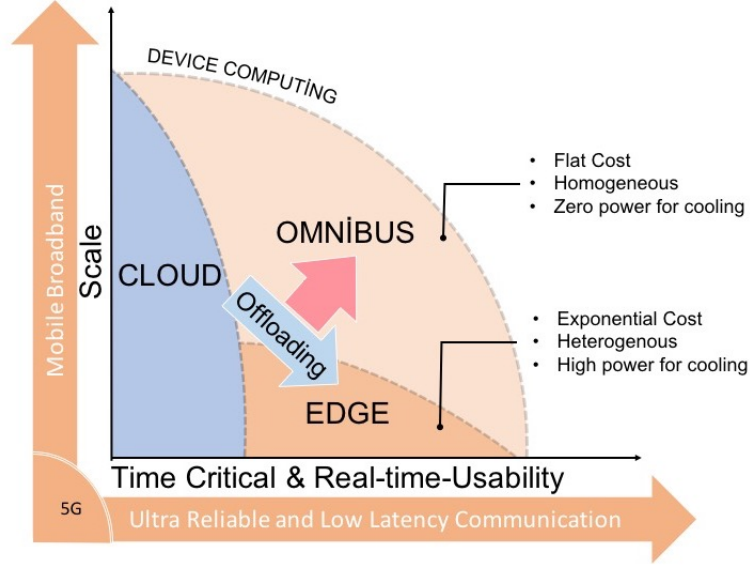 DEVICE COMPUTİNG
• Flat Cost
• Homogeneous
• Zero power for cooling
OMNİBUS
CLOUD
Offloading
EDGE
• Exponential Cost
• Heterogenous
• High power for cooling
Mobile Broadband
Scale
Time Critical & Real-time-Usability
5G
Ultra Reliable and Low Latency Communication